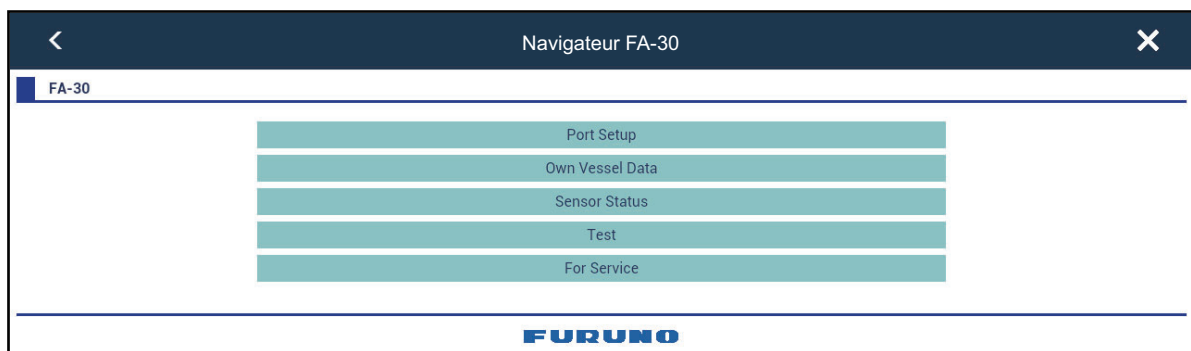 Navigateur FA-30
FA-30
Port Setup
Own Vessel Data
Sensor Status
Test
For Service
FURUNO